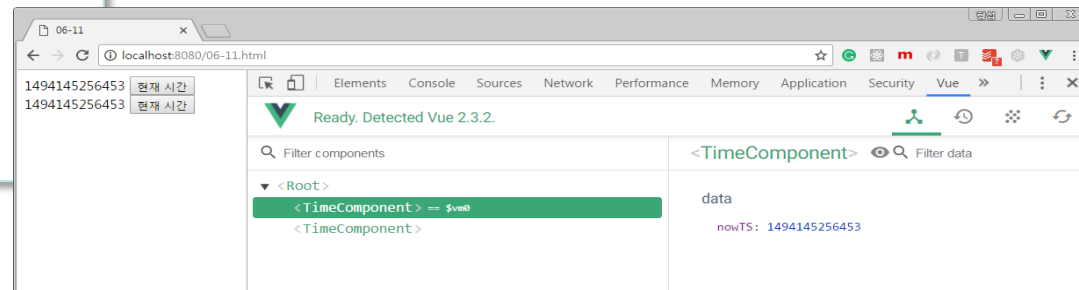 형섭
06-11
localhost:8080/06-11.html
1494145256453 현재 시간
1494145256453 현재 시간
Elements Console Sources Network Performance Memory Application Security Vue »
Ready. Detected Vue 2.3.2.
Filter components
<TimeComponent> Filter data
▼ <Root>
<TimeComponent> == $vm0
<TimeComponent>
data
nowTS: 1494145256453